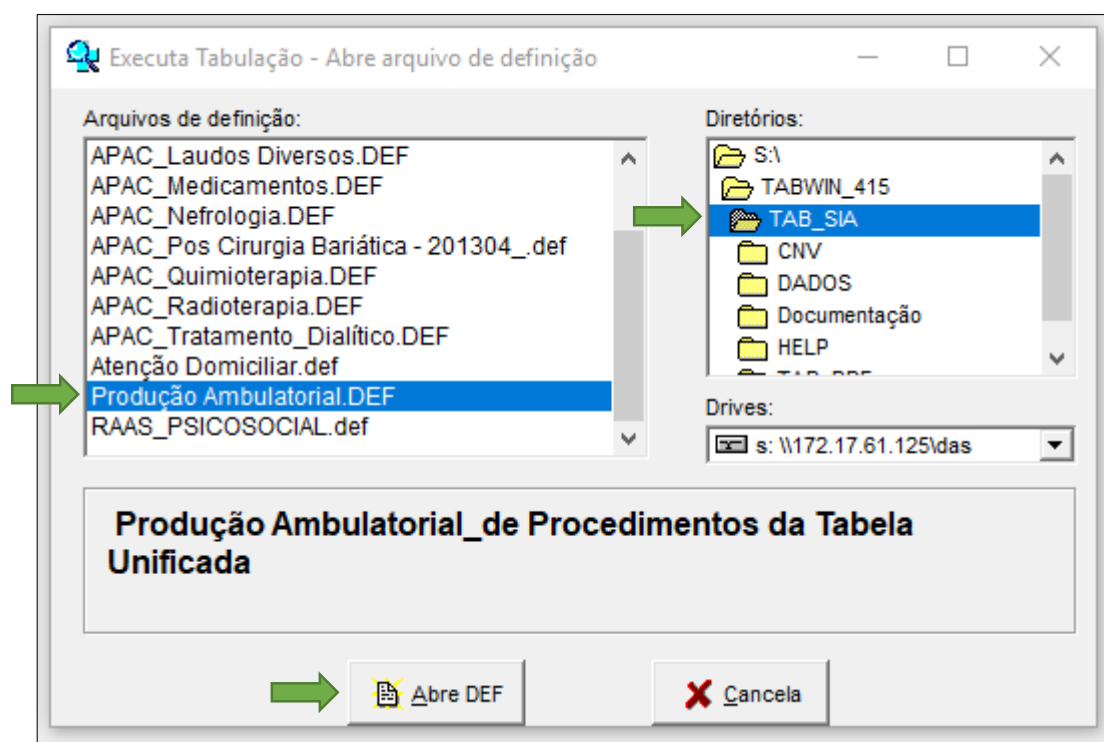 Executa Tabulação - Abre arquivo de definição
Arquivos de definição:
APAC_Laudos Diversos.DEF
APAC_Medicamentos.DEF
APAC_Nefrologia.DEF
APAC_Pos Cirurgia Bariática - 201304_.def
APAC_Quimioterapia.DEF
APAC_Radioterapia.DEF
APAC_Tratamento_Dialítico.DEF
Atenção Domiciliar.def
Produção Ambulatorial.DEF
RAAS_PSICOSOCIAL.def
Diretórios:
S:\
TABWIN_415
TAB_SIA
CNV
DADOS
Documentação
HELP
Drives:
s: \\172.17.61.125\das
Produção Ambulatorial_de Procedimentos da Tabela
Unificada
Abre DEF
Cancela